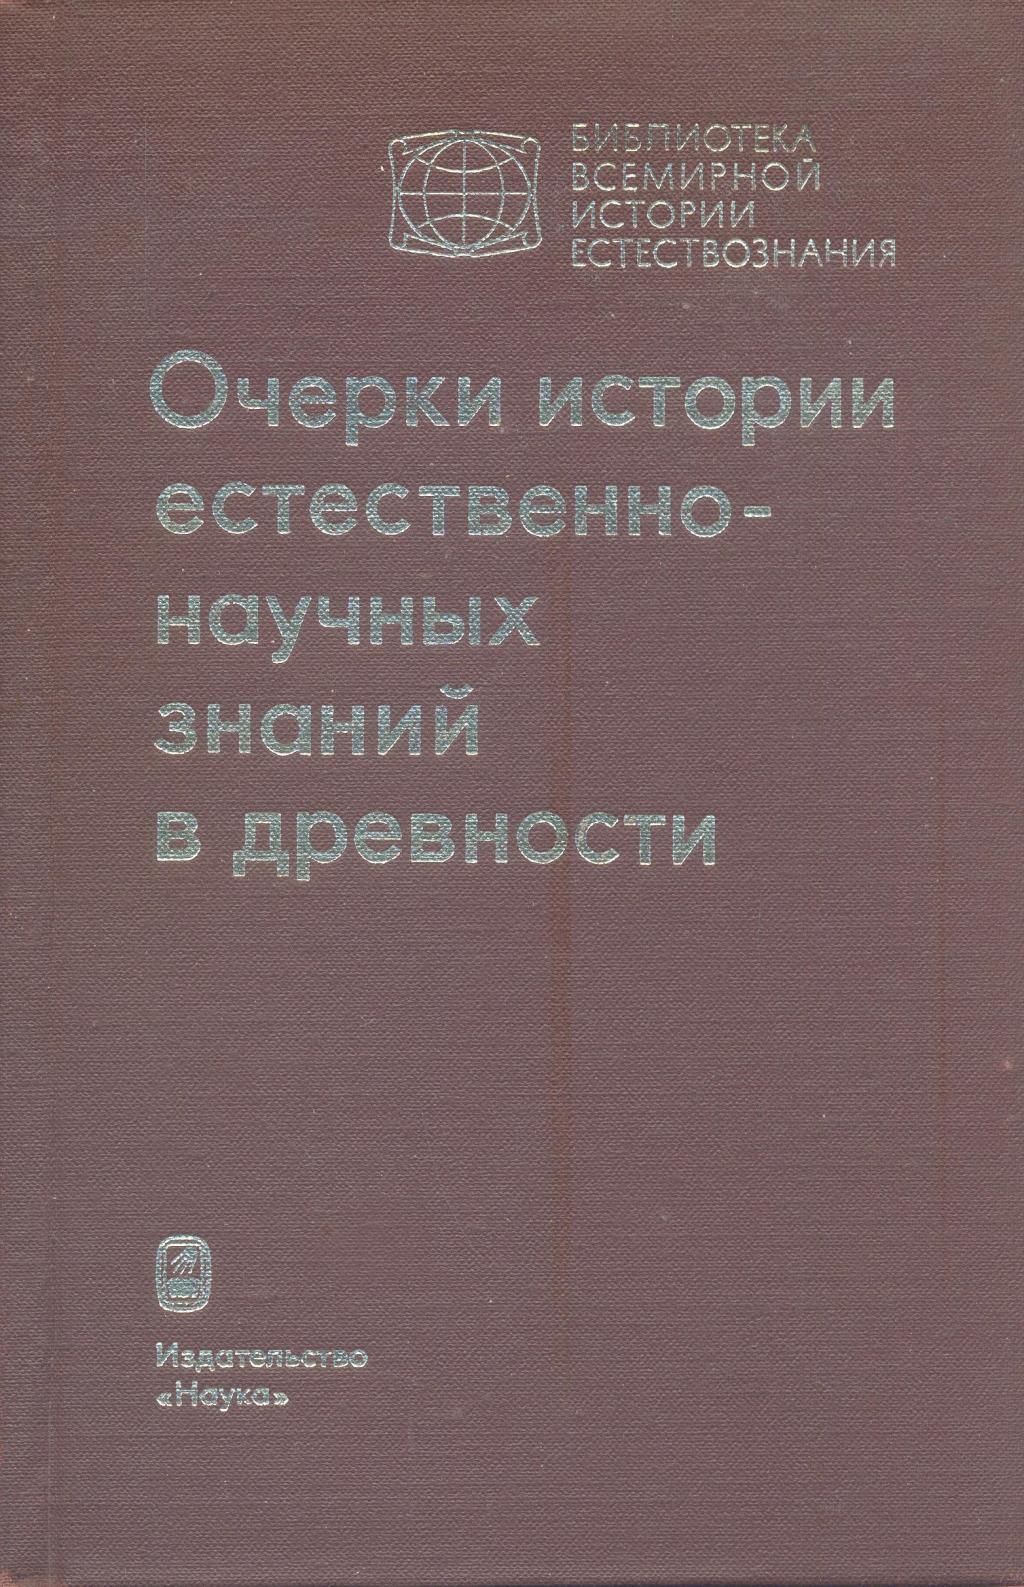 БИБЛИОТЕКА
ВСЕМИРНОЙ
ИСТОРИИ
ЕСТЕСТВОЗНАНИЯ
Очерки истории
естественно-
научных
знаний
в древности
Издательство
«Наука»